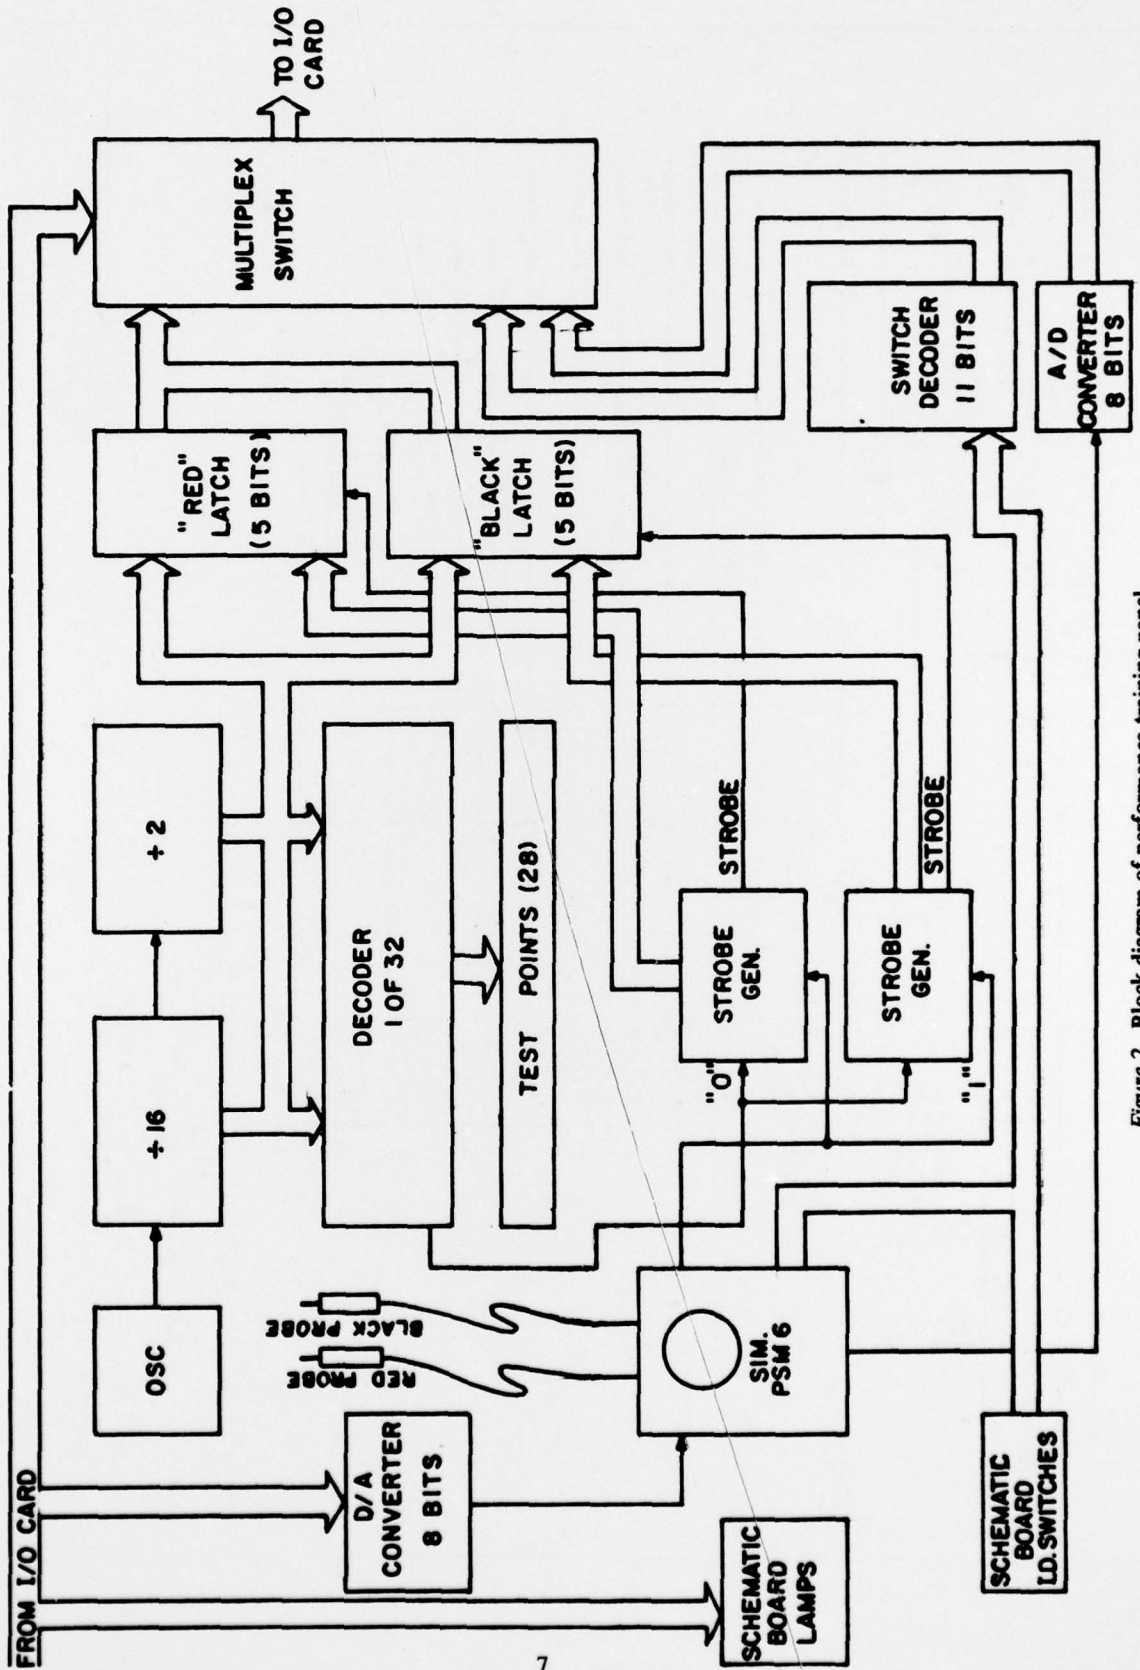 FROM I/O CARD
TO I/O
CARD
MULTIPLEX
SWITCH
OSC
÷16
÷2
"RED"
LATCH
(5 BITS)
"BLACK"
LATCH
(5 BITS)
DECODER
1 OF 32
TEST POINTS (28)
D/A
CONVERTER
8 BITS
RED PROBE
BLACK PROBE
SIM.
PSM 6
"0"
STROBE
GEN.
STROBE
"1"
STROBE
GEN.
STROBE
SWITCH
DECODER
11 BITS
A/D
CONVERTER
8 BITS
SCHEMATIC
BOARD
LAMPS
SCHEMATIC
BOARD
I.D. SWITCHES
Figure 2. Block diagram of performance training panel.
7